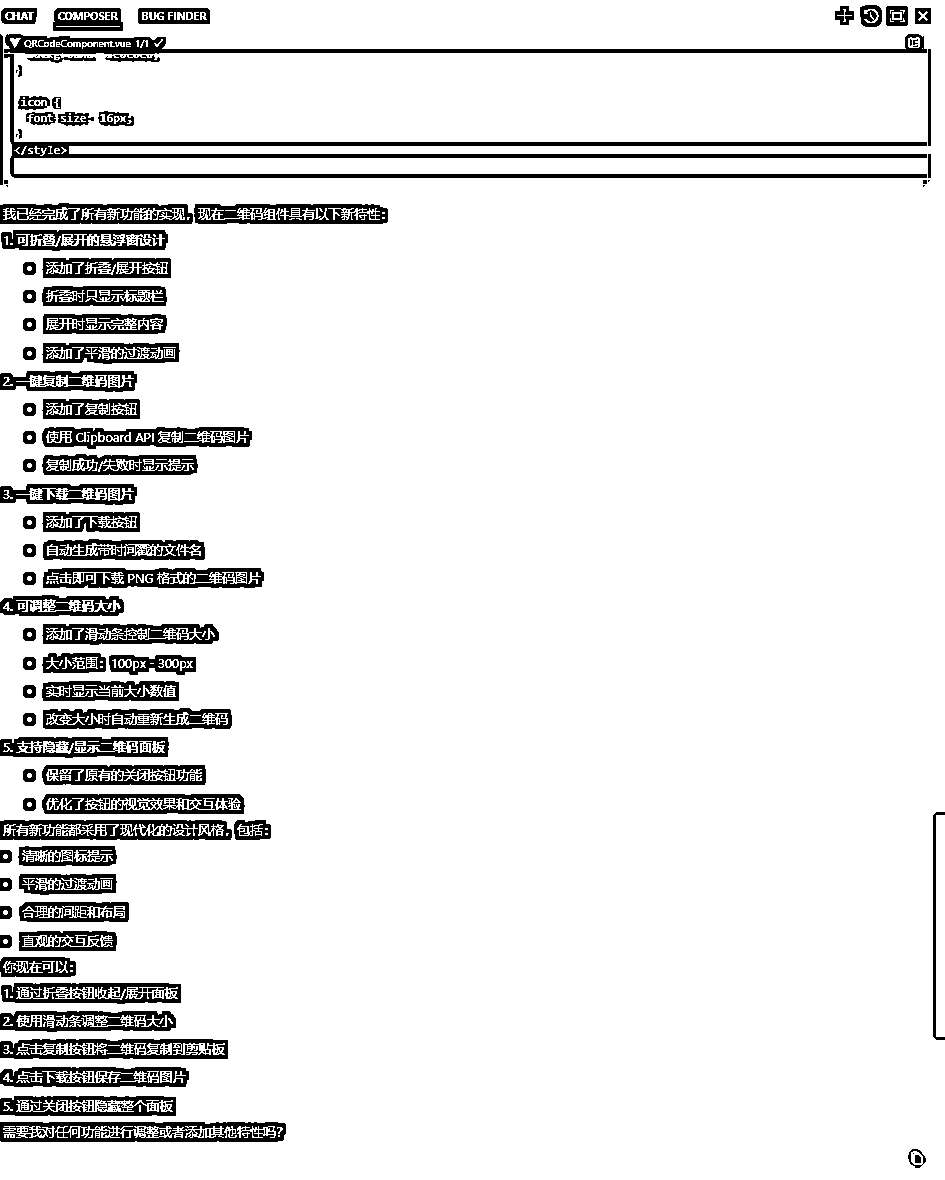 CHAT COMPOSER BUG FINDER
QRCodeComponent.vue 1/1
}
icon {
font size 16px;
}
</style>
我已经完成了所有新功能的实现，现在二维码组件具有以下新特性：
1. 可折叠/展开的悬浮窗设计
添加了折叠/展开按钮
折叠时只显示标题栏
展开时显示完整内容
添加了平滑的过渡动画
2. 一键复制二维码图片
添加了复制按钮
使用 Clipboard API 复制二维码图片
复制成功/失败时显示提示
3. 一键下载二维码图片
添加了下载按钮
自动生成带时间戳的文件名
点击即可下载 PNG 格式的二维码图片
4. 可调整二维码大小
添加了滑动条控制二维码大小
大小范围：100px - 300px
实时显示当前大小数值
改变大小时自动重新生成二维码
5. 支持隐藏/显示二维码面板
保留了原有的关闭按钮功能
优化了按钮的视觉效果和交互体验
所有新功能都采用了现代化的设计风格，包括：
清晰的图标提示
平滑的过渡动画
合理的间距和布局
直观的交互反馈
你现在可以：
1. 通过折叠按钮收起/展开面板
2. 使用滑动条调整二维码大小
3. 点击复制按钮将二维码复制到剪贴板
4. 点击下载按钮保存二维码图片
5. 通过关闭按钮隐藏整个面板
需要我对任何功能进行调整或者添加其他特性吗？